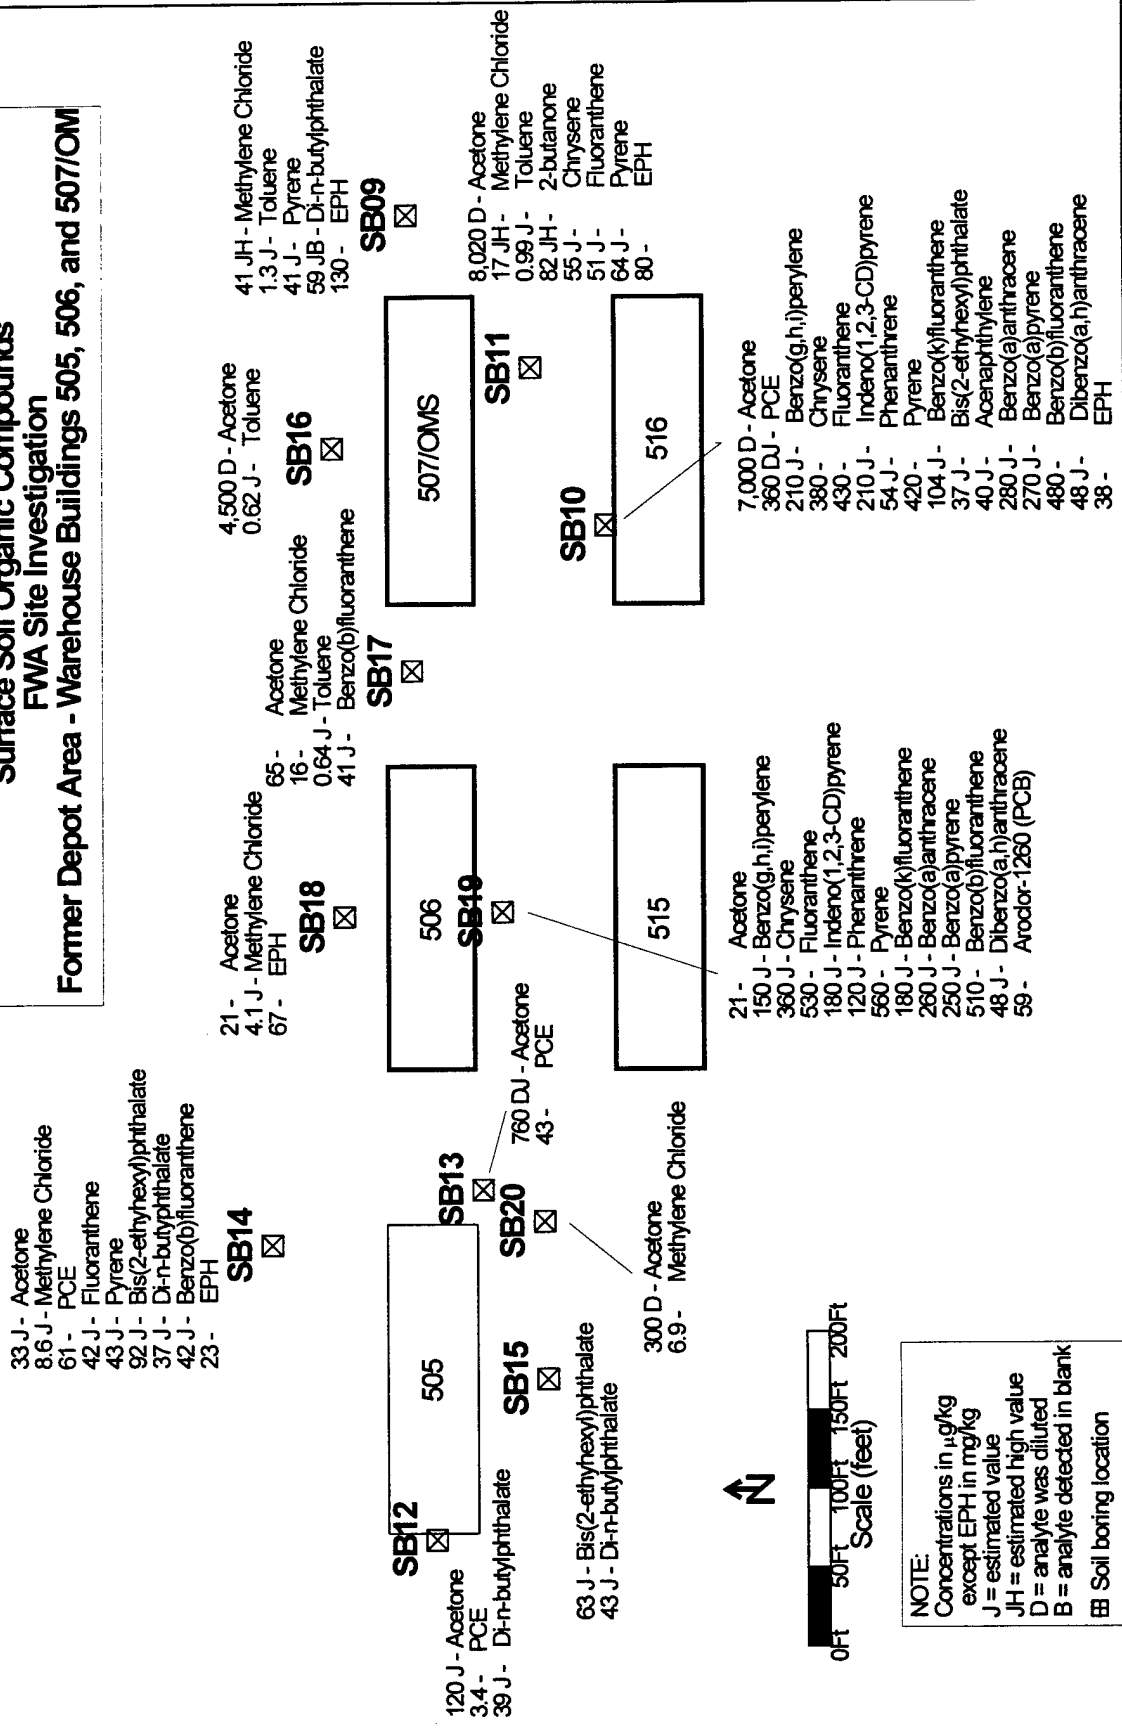 Surface Soil Organic Compounds
FWA Site Investigation
Former Depot Area - Warehouse Buildings 505, 506, and 507/OM
33 J - Acetone
8.6 J - Methylene Chloride
61 - PCE
42 J - Fluoranthene
43 J - Pyrene
92 J - Bis(2-ethyhexyl)phthalate
37 J - Di-n-butyphthalate
42 J - Benzo(b)fluoranthene
23 - EPH
SB14
21 - Acetone
4.1 J - Methylene Chloride
67 - EPH
SB18
65 - Acetone
16 - Methylene Chloride
0.64 J - Toluene
41 J - Benzo(b)fluoranthene
SB17
4,500 D - Acetone
0.62 J - Toluene
SB16
41 JH - Methylene Chloride
1.3 J - Toluene
41 J - Pyrene
59 JB - Di-n-butylphthalate
130 - EPH
SB09
505
506
507/OMS
SB12
120 J - Acetone
3.4 - PCE
39 J - Di-n-butylphthalate
SB15
63 J - Bis(2-ethyhexyl)phthalate
43 J - Di-n-butylphthalate
SB13
760 DJ - Acetone
43 - PCE
SB20
300 D - Acetone
6.9 - Methylene Chloride
SB19
SB11
8,020 D - Acetone
17 JH - Methylene Chloride
0.99 J - Toluene
82 JH - 2-butanone
55 J - Chrysene
51 J - Fluoranthene
64 J - Pyrene
80 - EPH
SB10
515
516
21 - Acetone
150 J - Benzo(g,h,i)perylene
360 J - Chrysene
530 - Fluoranthene
180 J - Indeno(1,2,3-CD)pyrene
120 J - Phenanthrene
560 - Pyrene
180 J - Benzo(k)fluoranthene
260 J - Benzo(a)anthracene
250 J - Benzo(a)pyrene
510 - Benzo(b)fluoranthene
48 J - Dibenzo(a,h)anthracene
59 - Aroclor-1260 (PCB)
7,000 D - Acetone
360 DJ - PCE
210 J - Benzo(g,h,i)perylene
380 - Chrysene
430 - Fluoranthene
210 J - Indeno(1,2,3-CD)pyrene
54 J - Phenanthrene
420 - Pyrene
104 J - Benzo(k)fluoranthene
37 J - Bis(2-ethyhexyl)phthalate
40 J - Acenaphthylene
280 J - Benzo(a)anthracene
270 J - Benzo(a)pyrene
480 - Benzo(b)fluoranthene
48 J - Dibenzo(a,h)anthracene
38 - EPH
N
0Ft 50Ft 100Ft 150Ft 200Ft
Scale (feet)
NOTE:
Concentrations in µg/kg
except EPH in mg/kg
J = estimated value
JH = estimated high value
D = analyte was diluted
B = analyte detected in blank
Soil boring location